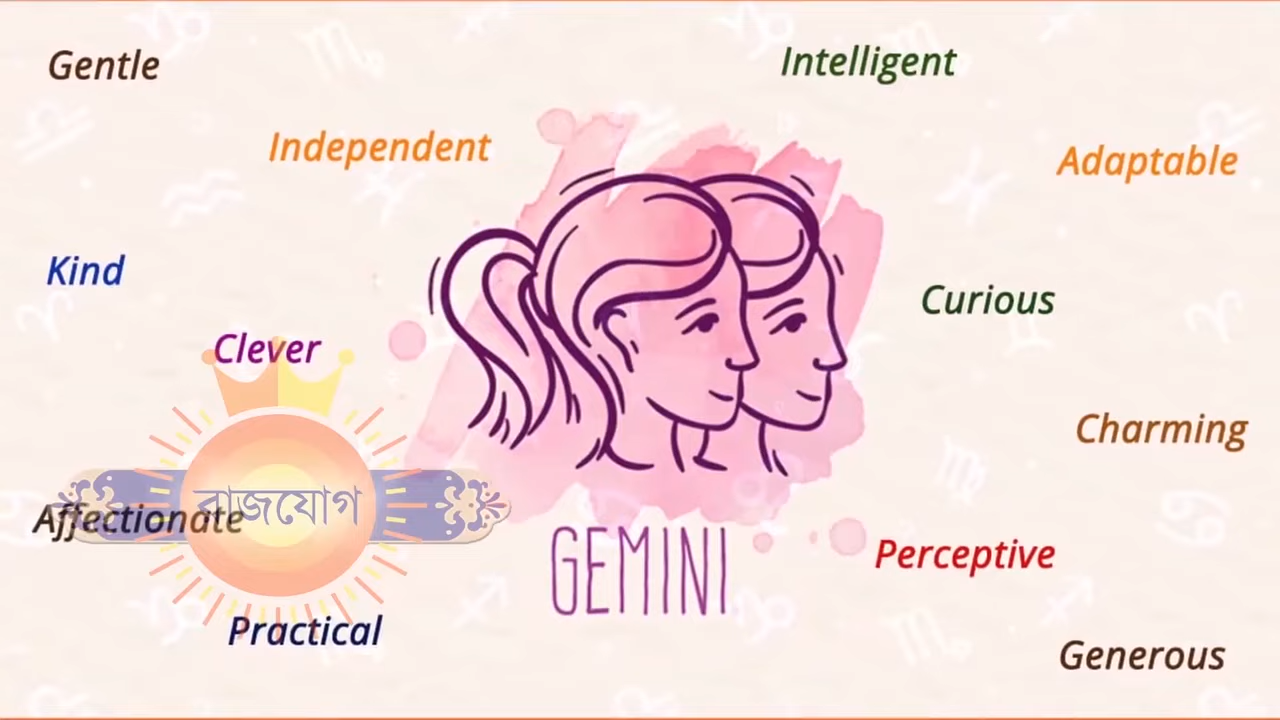 Gentle
Intelligent
Independent
Adaptable
Kind
Curious
Clever
Charming
Affectionate
রাজযোগ
Perceptive
GEMINI
Practical
Generous